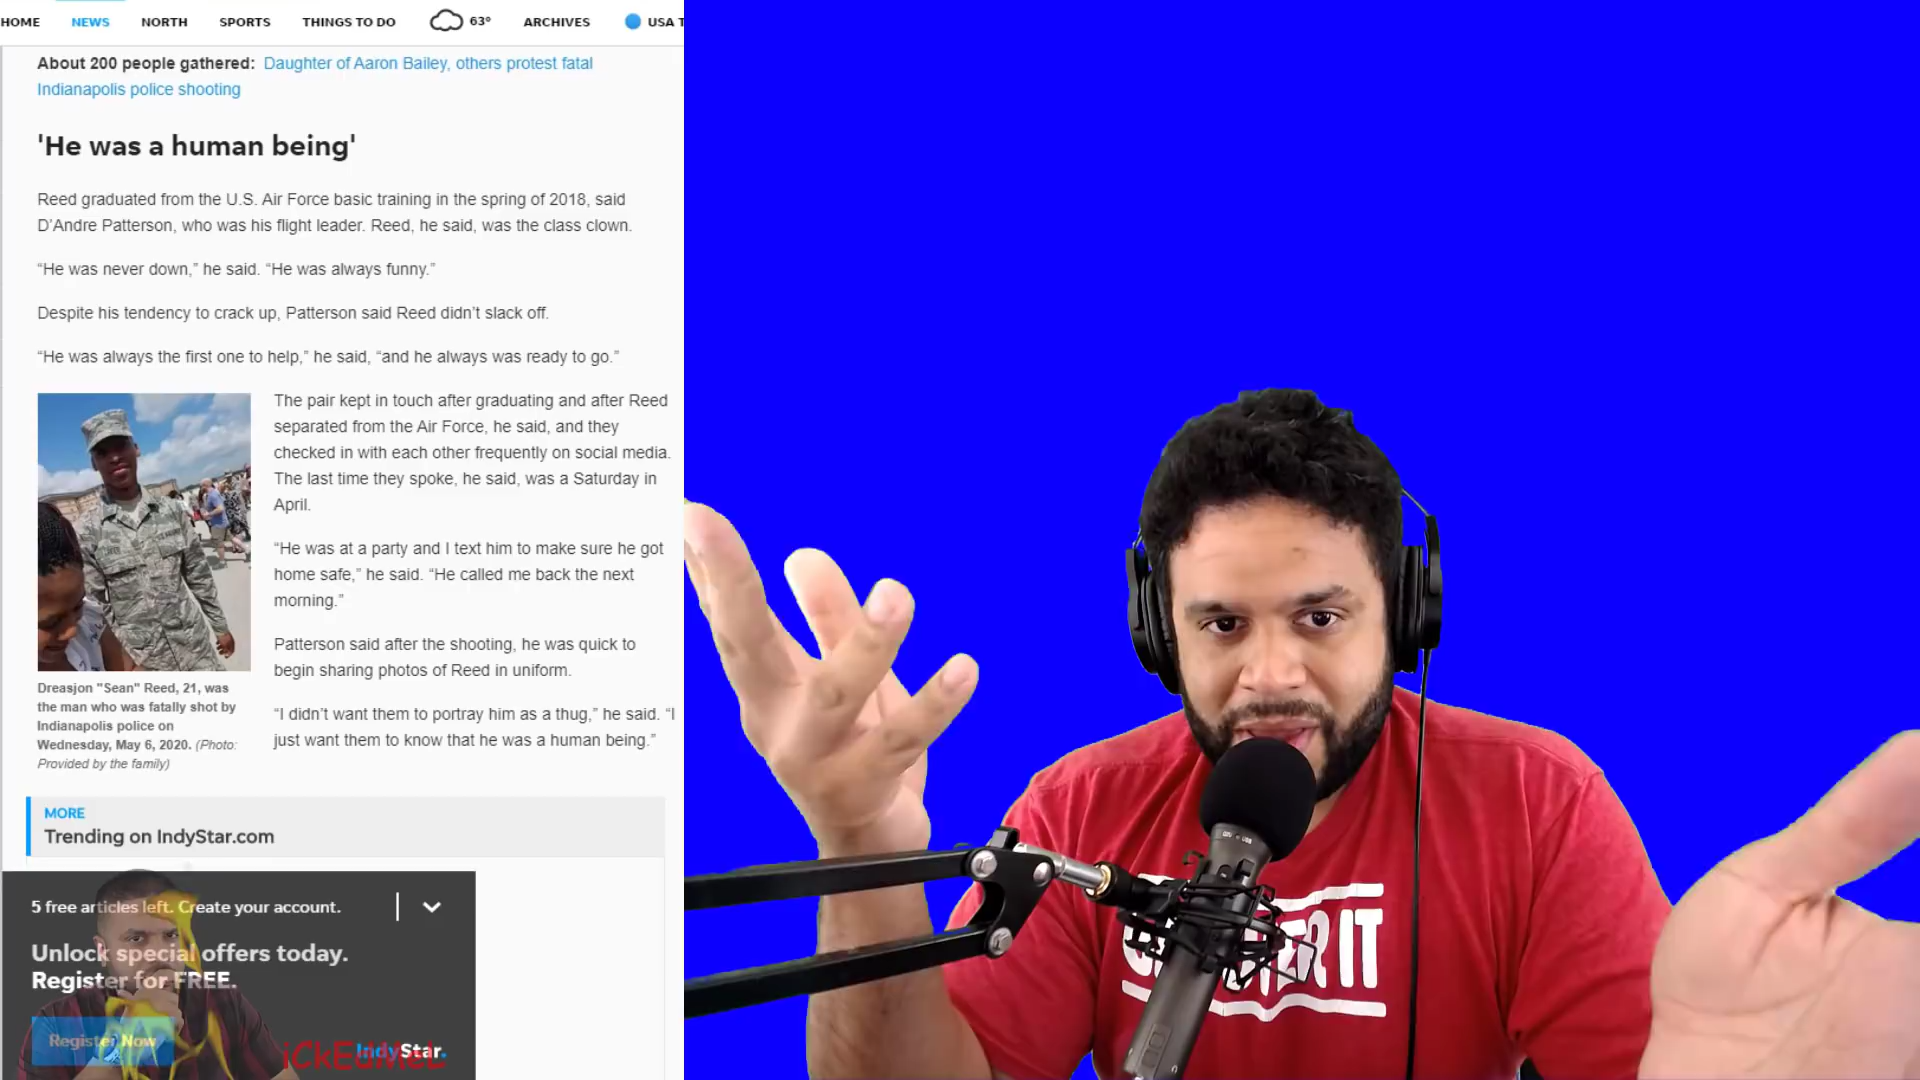 HOME NEWS NORTH SPORTS THINGS TO DO 63° ARCHIVES USA T
About 200 people gathered: Daughter of Aaron Bailey, others protest fatal
Indianapolis police shooting
'He was a human being'
Reed graduated from the U.S. Air Force basic training in the spring of 2018, said
D’Andre Patterson, who was his flight leader. Reed, he said, was the class clown.
“He was never down,” he said. “He was always funny.”
Despite his tendency to crack up, Patterson said Reed didn’t slack off.
“He was always the first one to help,” he said, “and he always was ready to go.”
The pair kept in touch after graduating and after Reed
separated from the Air Force, he said, and they
checked in with each other frequently on social media.
The last time they spoke, he said, was a Saturday in
April.
“He was at a party and I text him to make sure he got
home safe,” he said. “He called me back the next
morning.”
Patterson said after the shooting, he was quick to
begin sharing photos of Reed in uniform.
“I didn’t want them to portray him as a thug,” he said. “I
just want them to know that he was a human being.”
Dreasjon "Sean" Reed, 21, was
the man who was fatally shot by
Indianapolis police on
Wednesday, May 6, 2020. (Photo:
Provided by the family)
MORE
Trending on IndyStar.com
5 free articles left. Create your account.
Unlock special offers today.
Register for FREE.
Register Now
IndyStar.
IT